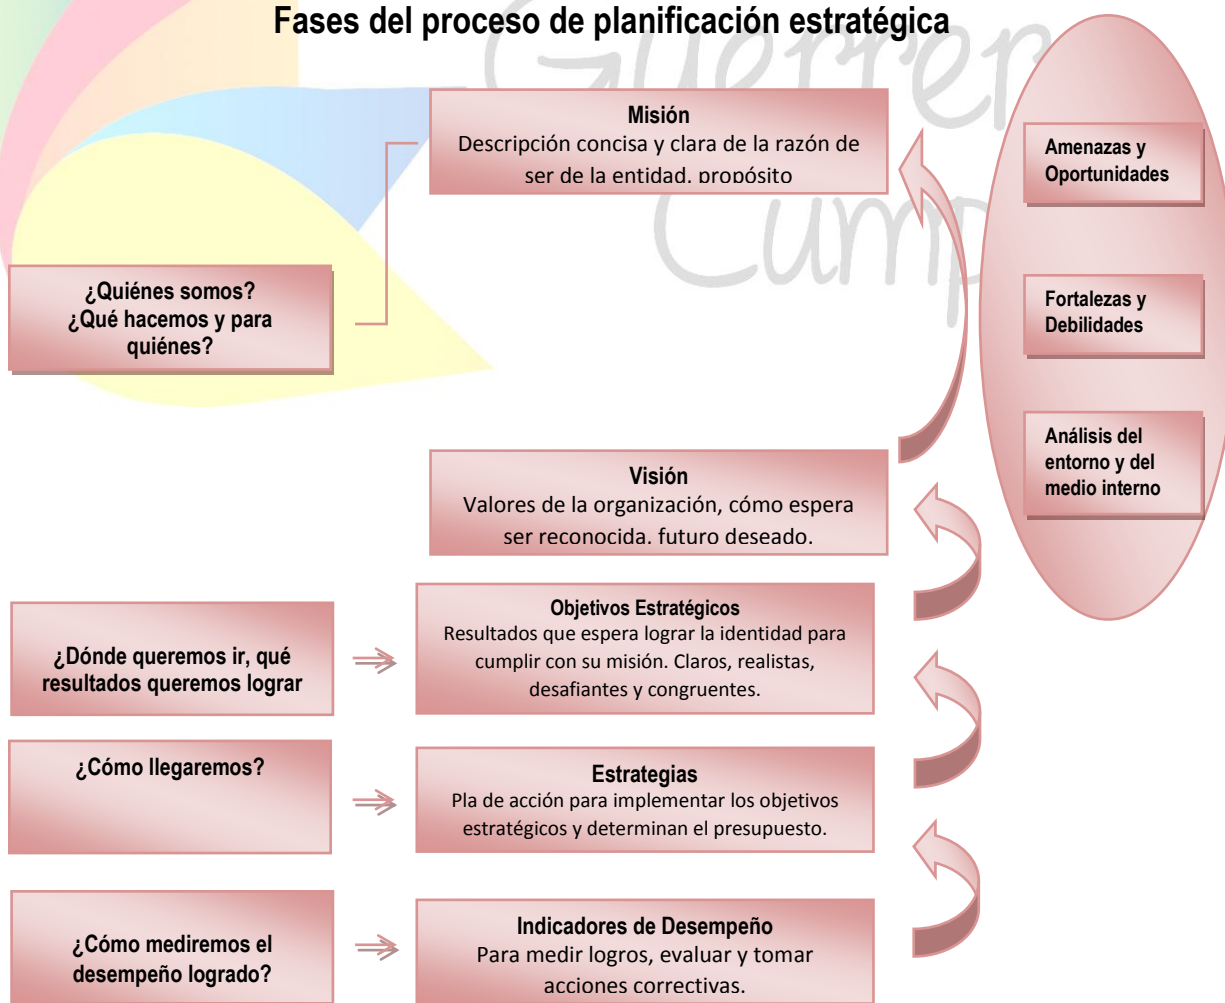 Fases del proceso de planificación estratégica
Guerrero
Cumple
Misión
Descripción concisa y clara de la razón de
ser de la entidad. propósito
Amenazas y
Oportunidades
¿Quiénes somos?
¿Qué hacemos y para
quiénes?
Fortalezas y
Debilidades
Análisis del
entorno y del
medio interno
Visión
Valores de la organización, cómo espera
ser reconocida. futuro deseado.
¿Dónde queremos ir, qué
resultados queremos lograr
Objetivos Estratégicos
Resultados que espera lograr la identidad para
cumplir con su misión. Claros, realistas,
desafiantes y congruentes.
¿Cómo llegaremos?
Estrategias
Pla de acción para implementar los objetivos
estratégicos y determinan el presupuesto.
¿Cómo mediremos el
desempeño logrado?
Indicadores de Desempeño
Para medir logros, evaluar y tomar
acciones correctivas.